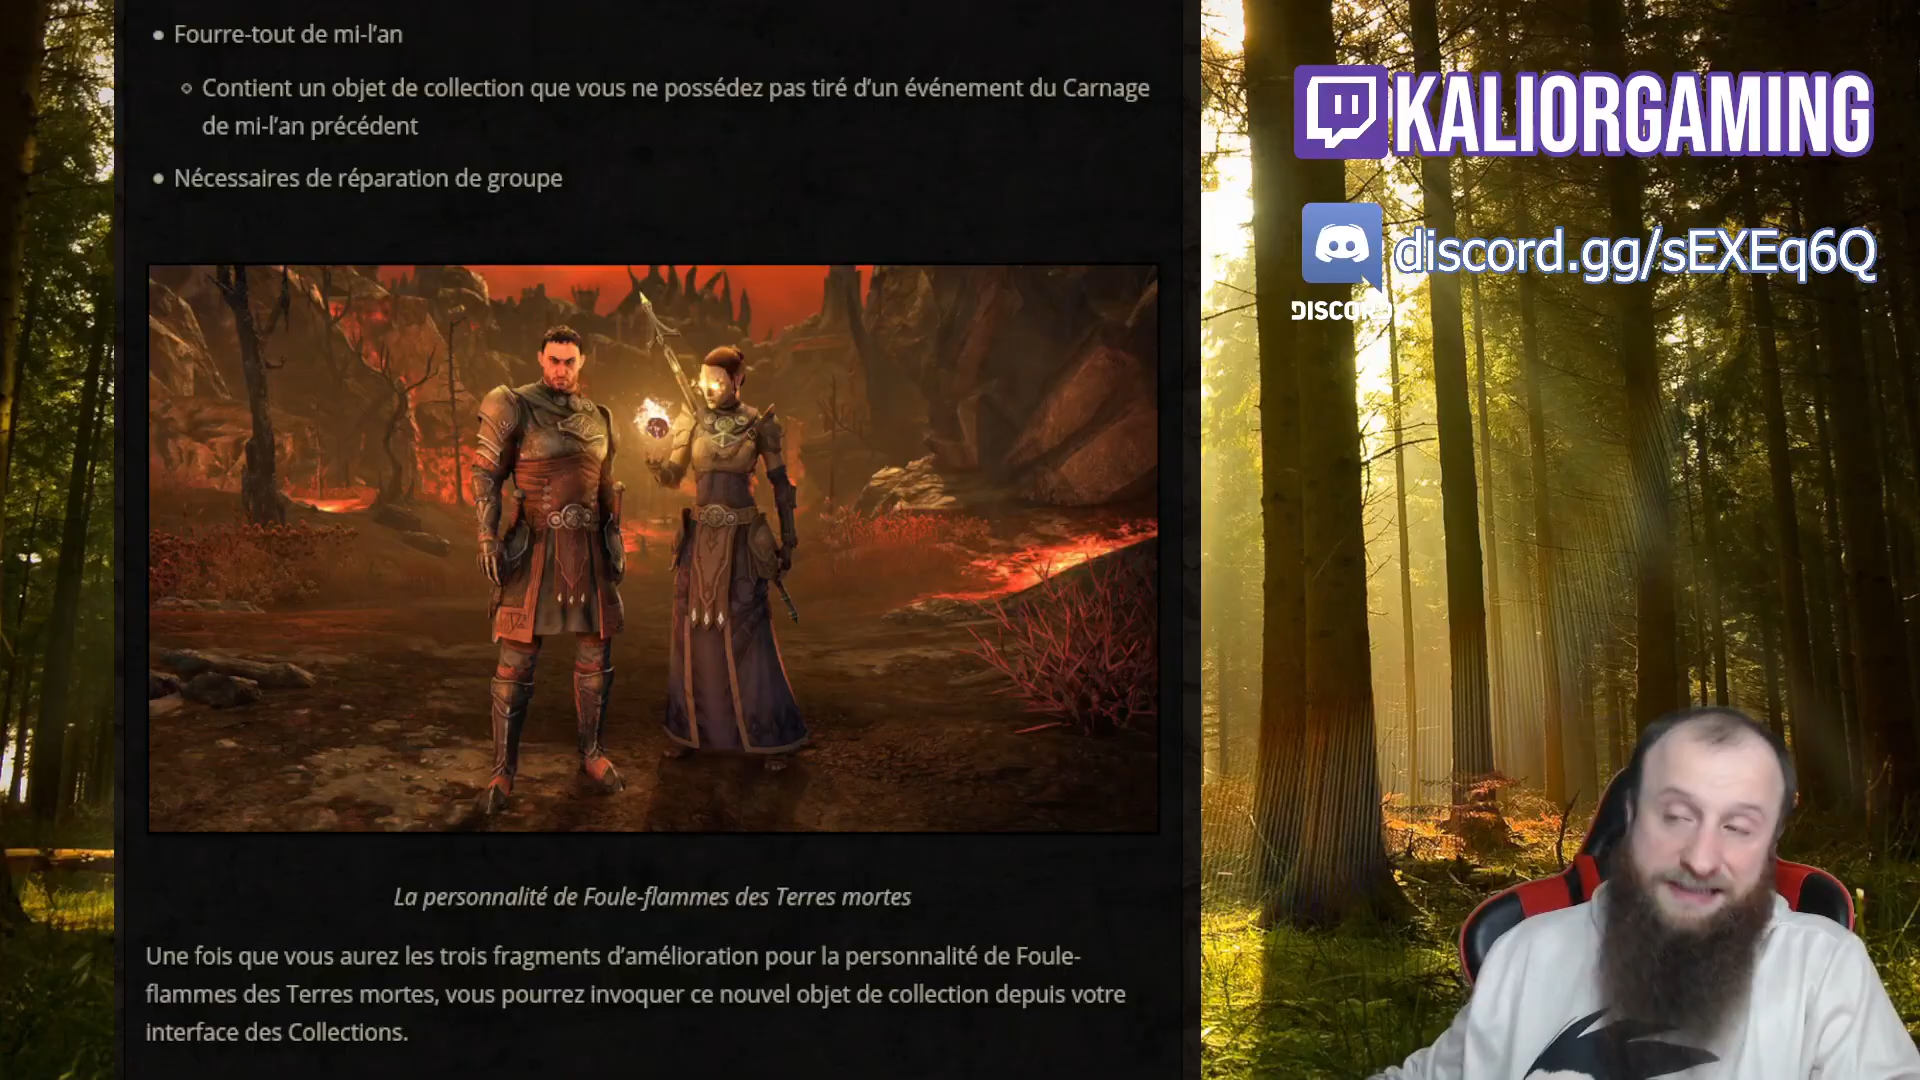 Fourre-tout de mi-l’an
Contient un objet de collection que vous ne possédez pas tiré d’un événement du Carnage
de mi-l’an précédent
Nécessaires de réparation de groupe
La personnalité de Foule-flammes des Terres mortes
Une fois que vous aurez les trois fragments d’amélioration pour la personnalité de Foule-
flammes des Terres mortes, vous pourrez invoquer ce nouvel objet de collection depuis votre
interface des Collections.
KALIORGAMING
discord.gg/sEXEq6Q
DISCORD